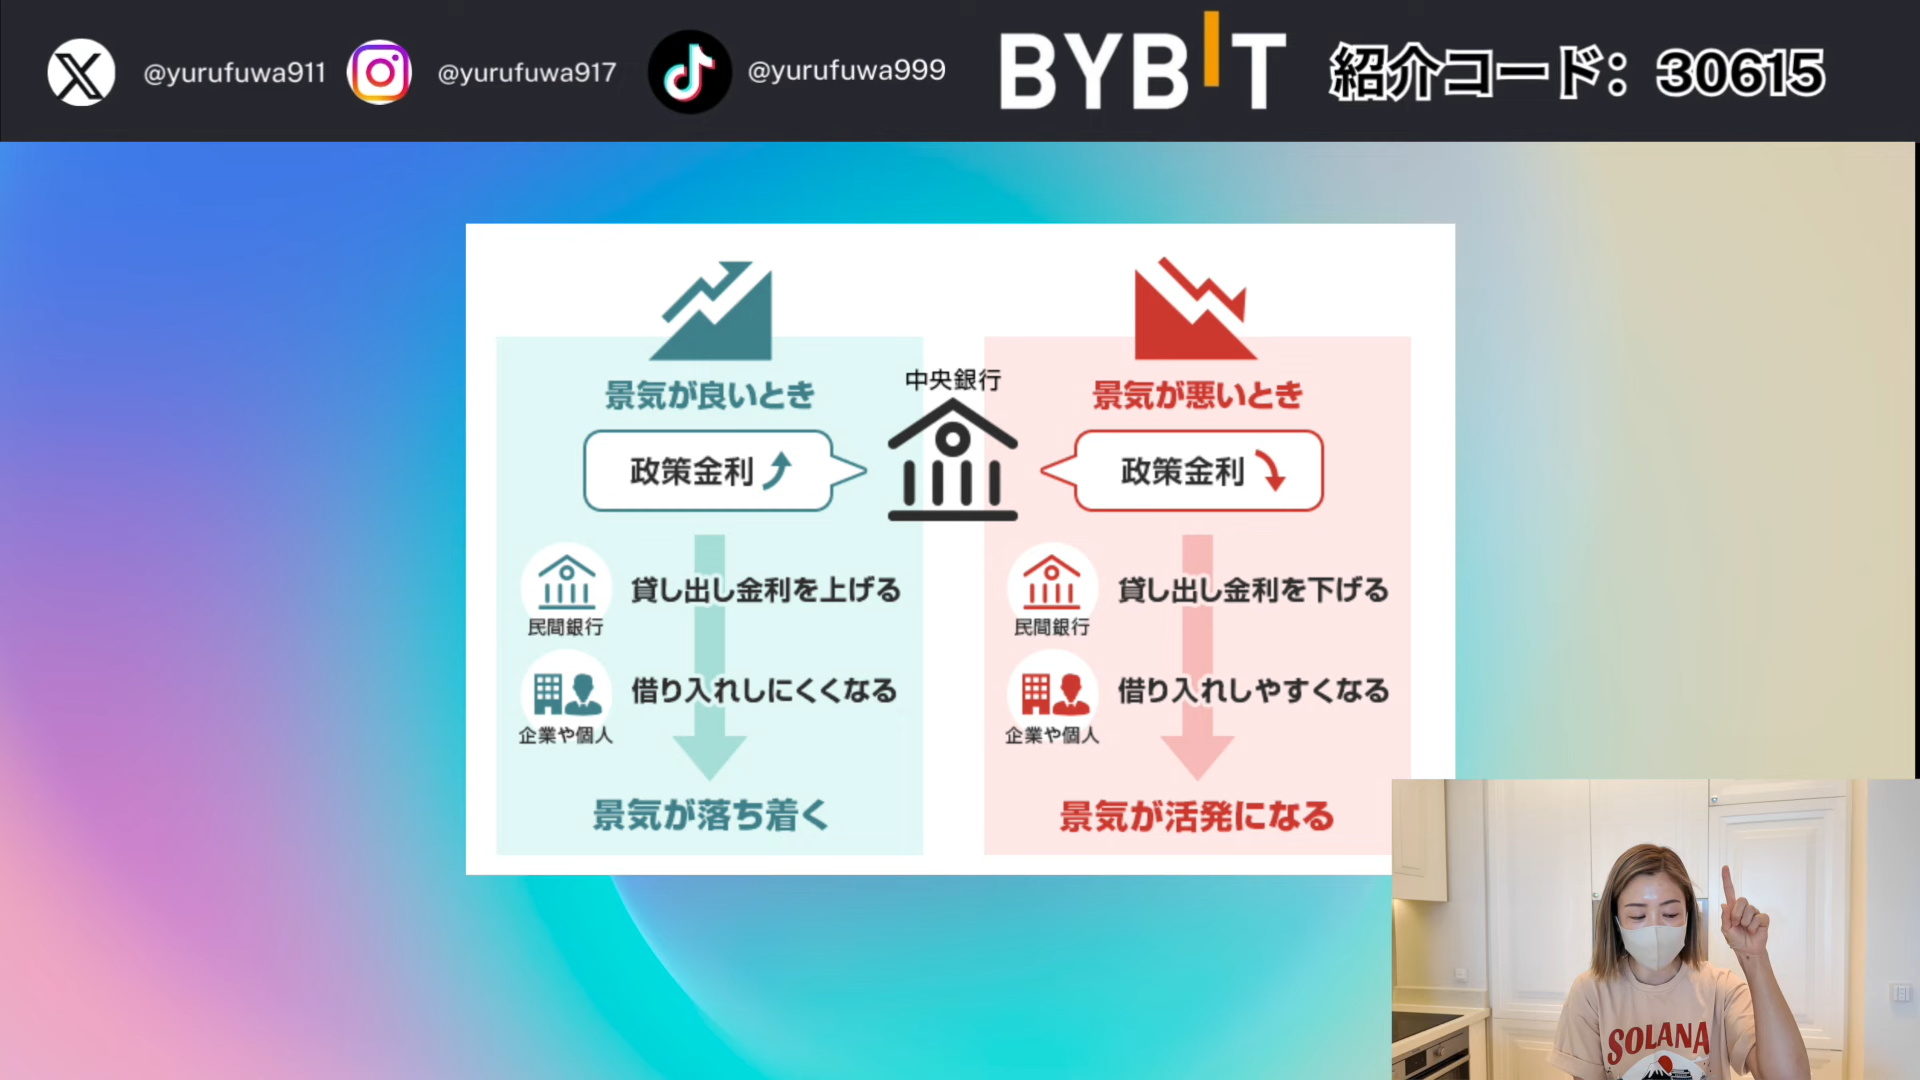 @yurufuwa911
@yurufuwa917
@yurufuwa999
BYBIT
紹介コード：30615
中央銀行
景気が良いとき
政策金利
民間銀行
貸し出し金利を上げる
企業や個人
借り入れしにくくなる
景気が落ち着く
景気が悪いとき
政策金利
民間銀行
貸し出し金利を下げる
企業や個人
借り入れしやすくなる
景気が活発になる
SOLANA